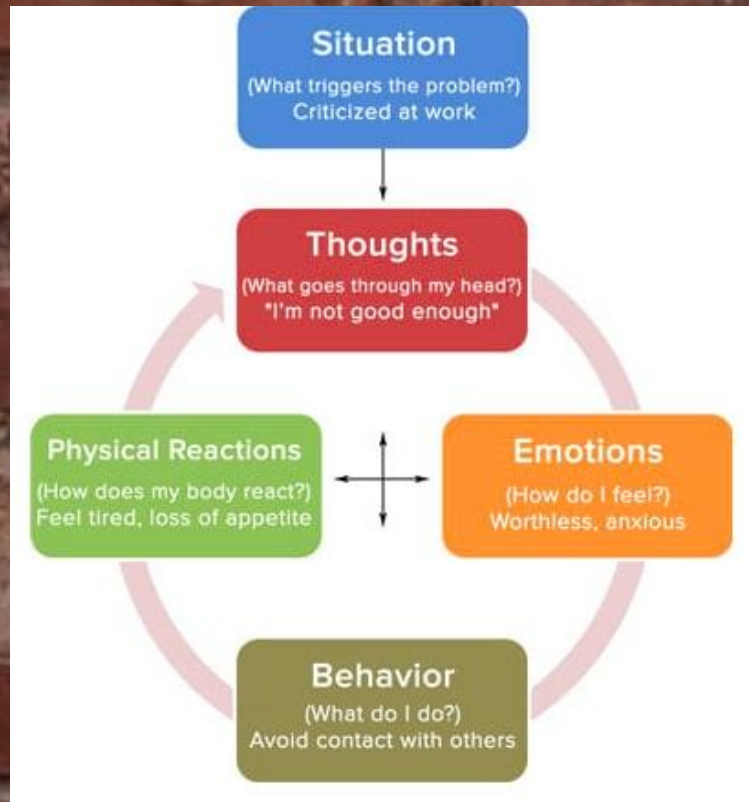 Situation
(What triggers the problem?)
Criticized at work
Thoughts
(What goes through my head?)
"I'm not good enough"
Physical Reactions
(How does my body react?)
Feel tired, loss of appetite
Emotions
(How do I feel?)
Worthless, anxious
Behavior
(What do I do?)
Avoid contact with others